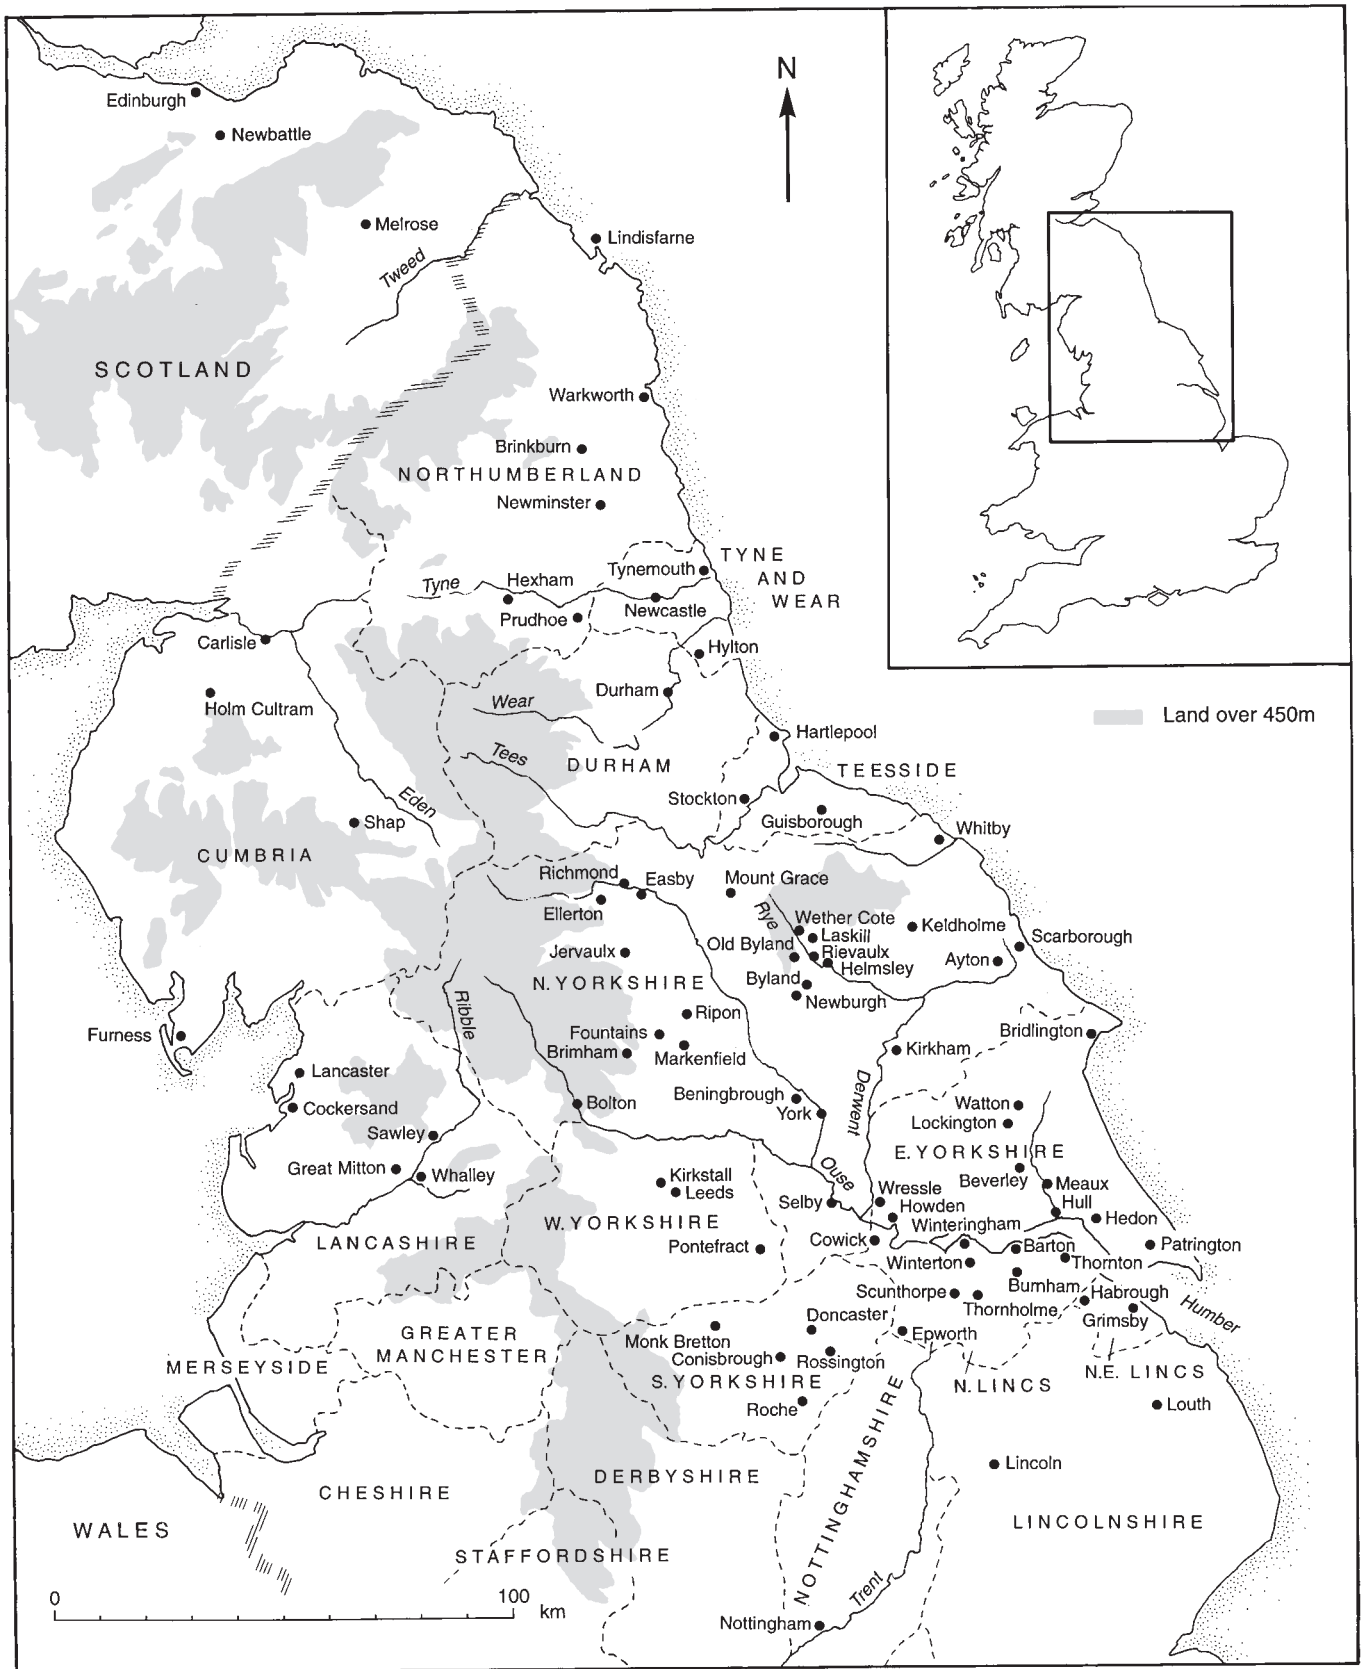 N
Edinburgh
Newbattle
Melrose
Lindisfarne
Tweed
SCOTLAND
Warkworth
Brinkburn
NORTHUMBERLAND
Newminster
TYNE
AND
WEAR
Tynemouth
Tyne
Hexham
Newcastle
Prudhoe
Carlisle
Hylton
Durham
Holm Cultram
Wear
Land over 450m
Hartlepool
Tees
DURHAM
TEESSIDE
Stockton
Eden
Guisborough
Shap
Whitby
CUMBRIA
Richmond
Easby
Mount Grace
Ellerton
Rye
Wether Cote
Keldholme
Laskill
Scarborough
Old Byland
Jervaulx
Rievaulx
Ayton
Helmsley
N.YORKSHIRE
Byland
Newburgh
Ribble
Ripon
Furness
Fountains
Bridlington
Brimham
Markenfield
Kirkham
Lancaster
Beningbrough
Derwent
Cockersand
Bolton
York
Watton
Lockington
Sawley
E.YORKSHIRE
Great Mitton
Whalley
Kirkstall
Leeds
Ouse
Beverley
Meaux
Selby
Wressle
Howden
Hull
Hedon
W.YORKSHIRE
Winteringham
LANCASHIRE
Pontefract
Cowick
Barton
Patrington
Winterton
Thornton
Burnham
Habrough
Scunthorpe
Thornholme
Grimsby
Humber
Doncaster
GREATER
MANCHESTER
Monk Bretton
Epworth
Conisbrough
Rossington
MERSEYSIDE
S.YORKSHIRE
N.LINCS
N.E. LINCS
Roche
Louth
NOTTINGHAMSHIRE
Lincoln
DERBYSHIRE
CHESHIRE
WALES
LINCOLNSHIRE
STAFFORDSHIRE
Trent
0
100
km
Nottingham